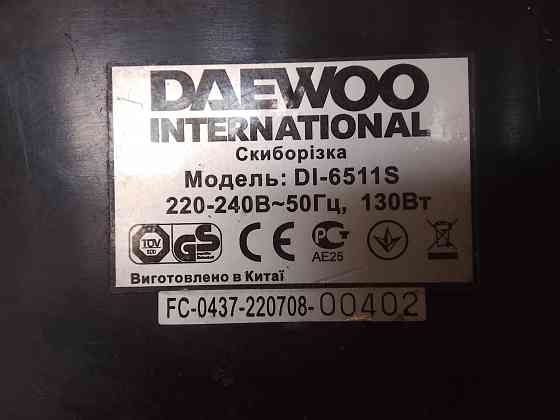 DAEWOO
INTERNATIONAL
Скиборізка
Модель: DI-6511S
220-240В~50Гц, 130Вт
TÜV GS CE PC
AE25
Виготовлено в Китаї
FC-0437-220708-00402